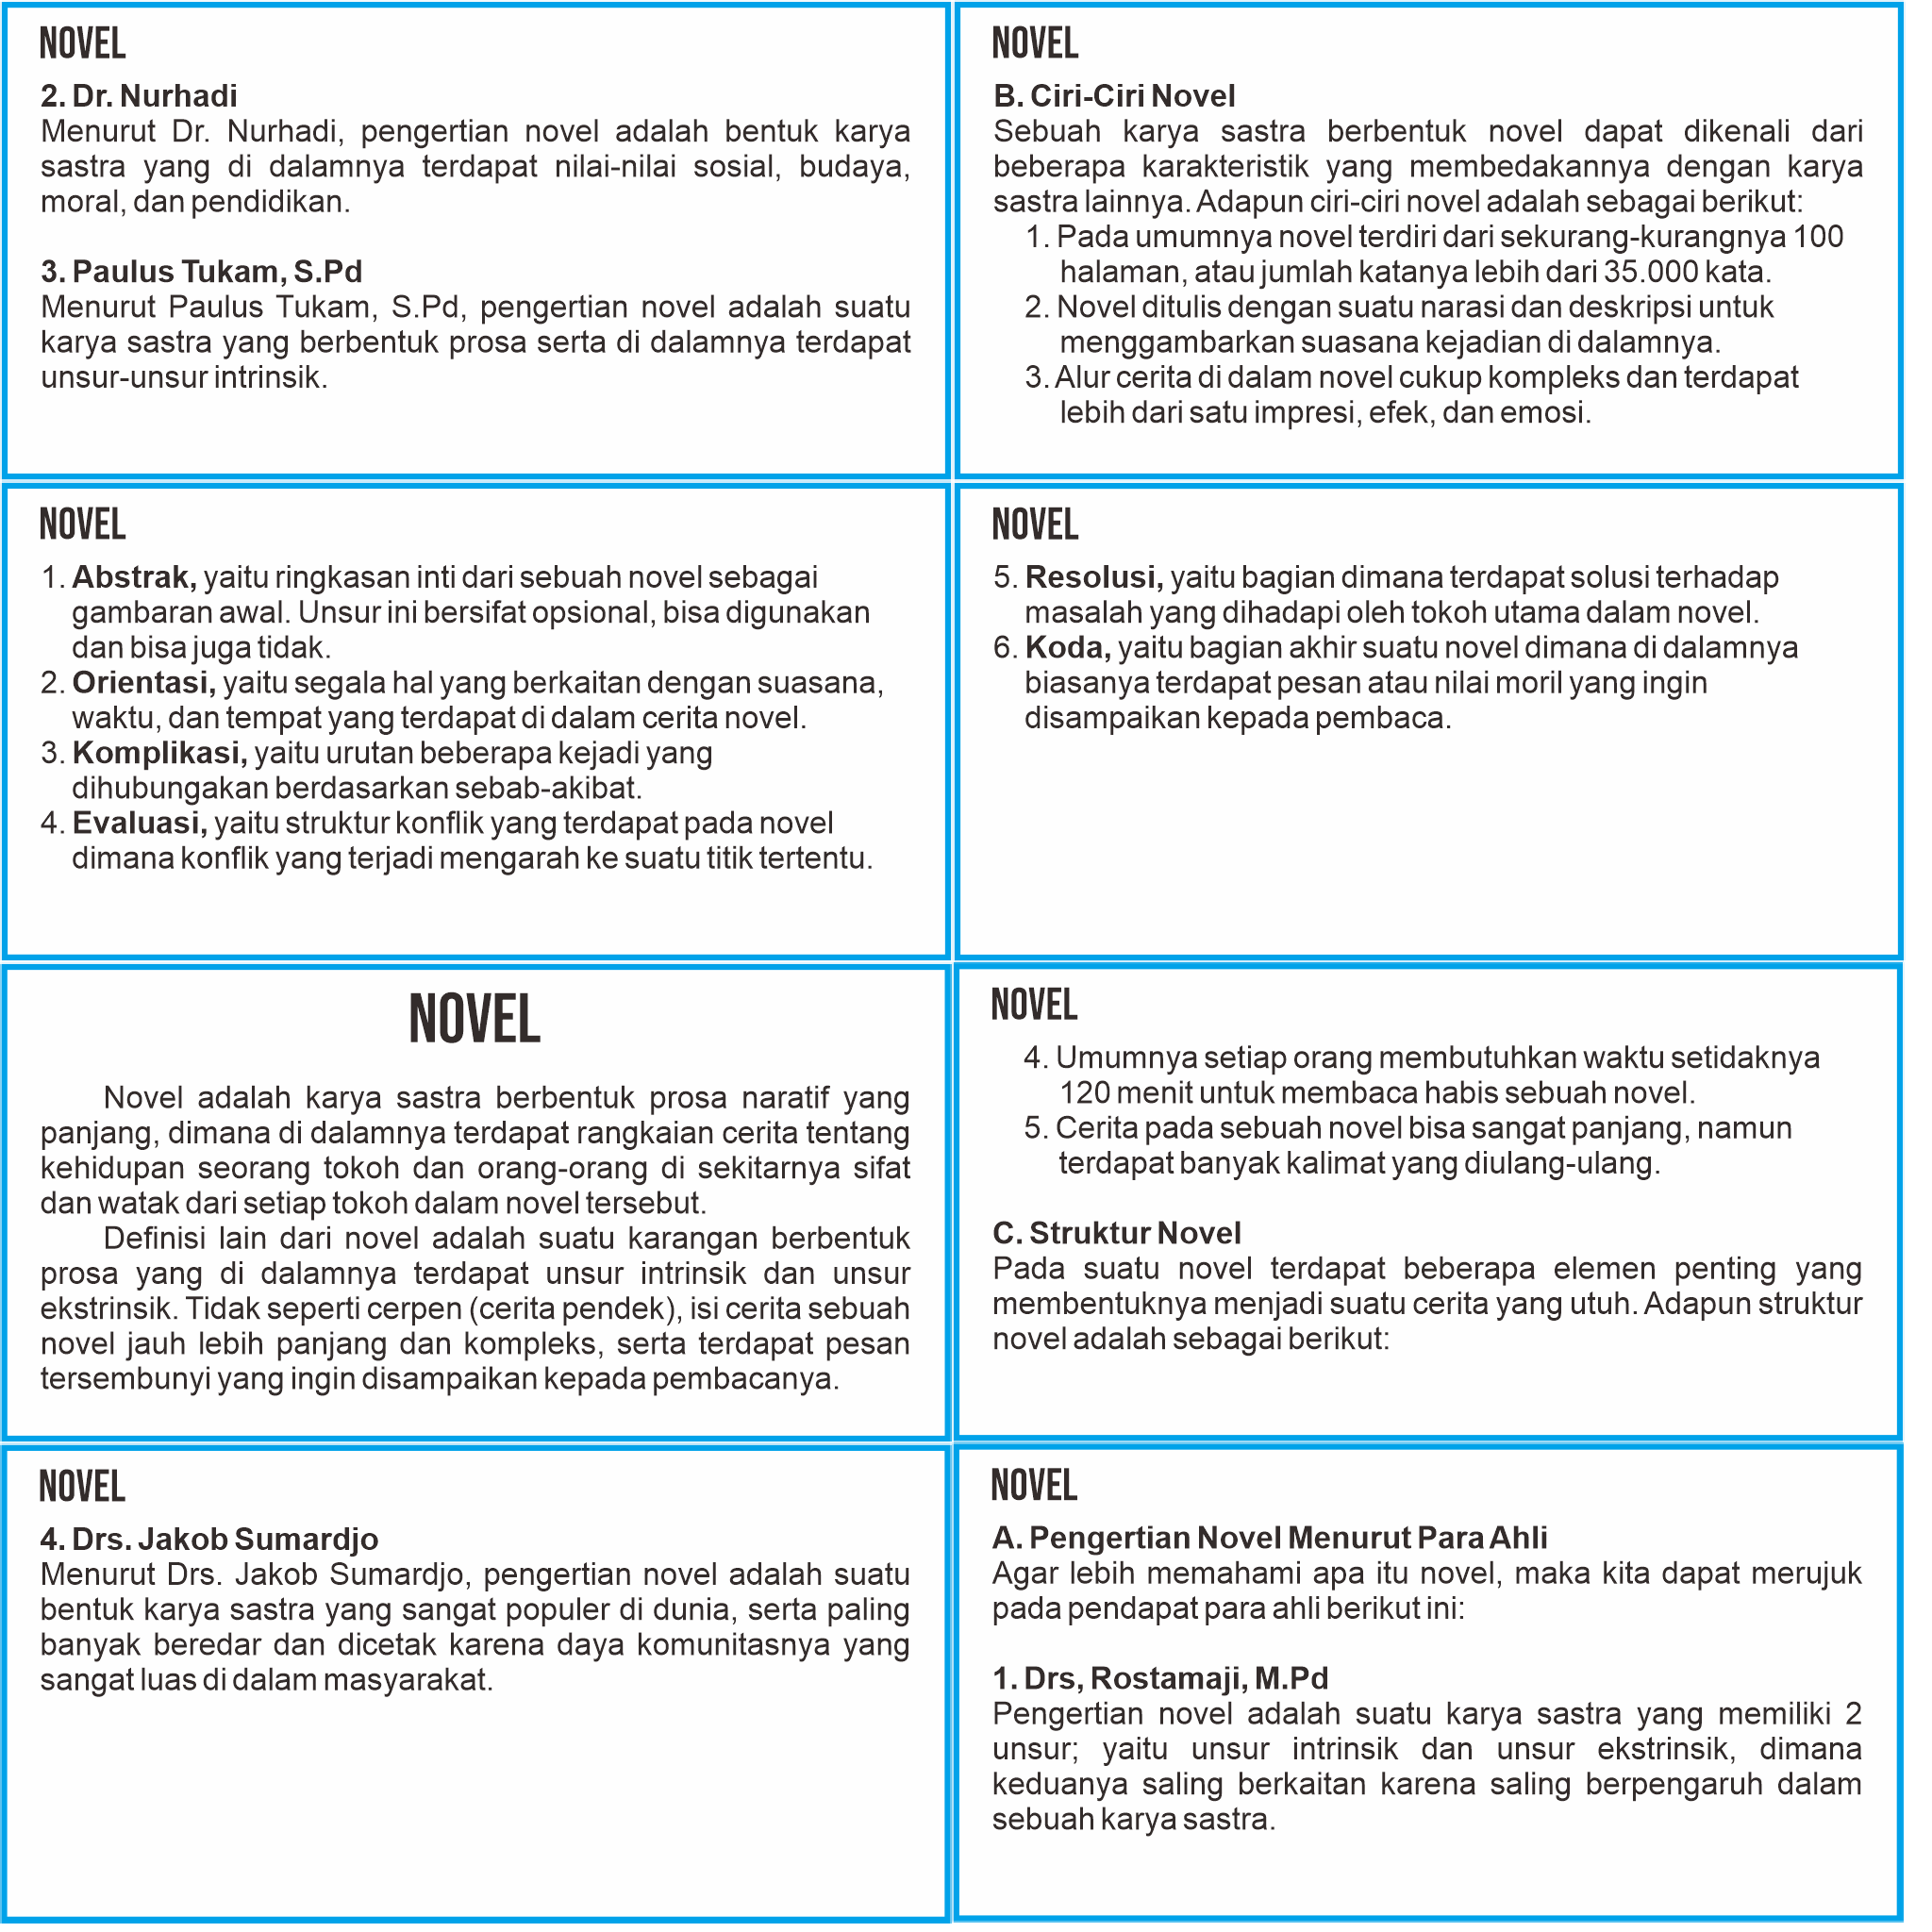 NOVEL
2. Dr. Nurhadi
Menurut Dr. Nurhadi, pengertian novel adalah bentuk karya
sastra yang di dalamnya terdapat nilai-nilai sosial, budaya,
moral, dan pendidikan.
3. Paulus Tukam, S.Pd
Menurut Paulus Tukam, S.Pd, pengertian novel adalah suatu
karya sastra yang berbentuk prosa serta di dalamnya terdapat
unsur-unsur intrinsik.
NOVEL
B. Ciri-Ciri Novel
Sebuah karya sastra berbentuk novel dapat dikenali dari
beberapa karakteristik yang membedakannya dengan karya
sastra lainnya. Adapun ciri-ciri novel adalah sebagai berikut:
1. Pada umumnya novel terdiri dari sekurang-kurangnya 100
halaman, atau jumlah katanya lebih dari 35.000 kata.
2. Novel ditulis dengan suatu narasi dan deskripsi untuk
menggambarkan suasana kejadian di dalamnya.
3. Alur cerita di dalam novel cukup kompleks dan terdapat
lebih dari satu impresi, efek, dan emosi.
NOVEL
1. Abstrak, yaitu ringkasan inti dari sebuah novel sebagai
gambaran awal. Unsur ini bersifat opsional, bisa digunakan
dan bisa juga tidak.
2. Orientasi, yaitu segala hal yang berkaitan dengan suasana,
waktu, dan tempat yang terdapat di dalam cerita novel.
3. Komplikasi, yaitu urutan beberapa kejadi yang
dihubungakan berdasarkan sebab-akibat.
4. Evaluasi, yaitu struktur konflik yang terdapat pada novel
dimana konflik yang terjadi mengarah ke suatu titik tertentu.
NOVEL
5. Resolusi, yaitu bagian dimana terdapat solusi terhadap
masalah yang dihadapi oleh tokoh utama dalam novel.
6. Koda, yaitu bagian akhir suatu novel dimana di dalamnya
biasanya terdapat pesan atau nilai moril yang ingin
disampaikan kepada pembaca.
NOVEL
Novel adalah karya sastra berbentuk prosa naratif yang
panjang, dimana di dalamnya terdapat rangkaian cerita tentang
kehidupan seorang tokoh dan orang-orang di sekitarnya sifat
dan watak dari setiap tokoh dalam novel tersebut.
Definisi lain dari novel adalah suatu karangan berbentuk
prosa yang di dalamnya terdapat unsur intrinsik dan unsur
ekstrinsik. Tidak seperti cerpen (cerita pendek), isi cerita sebuah
novel jauh lebih panjang dan kompleks, serta terdapat pesan
tersembunyi yang ingin disampaikan kepada pembacanya.
NOVEL
4. Umumnya setiap orang membutuhkan waktu setidaknya
120 menit untuk membaca habis sebuah novel.
5. Cerita pada sebuah novel bisa sangat panjang, namun
terdapat banyak kalimat yang diulang-ulang.
C. Struktur Novel
Pada suatu novel terdapat beberapa elemen penting yang
membentuknya menjadi suatu cerita yang utuh. Adapun struktur
novel adalah sebagai berikut:
NOVEL
4. Drs. Jakob Sumardjo
Menurut Drs. Jakob Sumardjo, pengertian novel adalah suatu
bentuk karya sastra yang sangat populer di dunia, serta paling
banyak beredar dan dicetak karena daya komunitasnya yang
sangat luas di dalam masyarakat.
NOVEL
A. Pengertian Novel Menurut Para Ahli
Agar lebih memahami apa itu novel, maka kita dapat merujuk
pada pendapat para ahli berikut ini:
1. Drs, Rostamaji, M.Pd
Pengertian novel adalah suatu karya sastra yang memiliki 2
unsur; yaitu unsur intrinsik dan unsur ekstrinsik, dimana
keduanya saling berkaitan karena saling berpengaruh dalam
sebuah karya sastra.